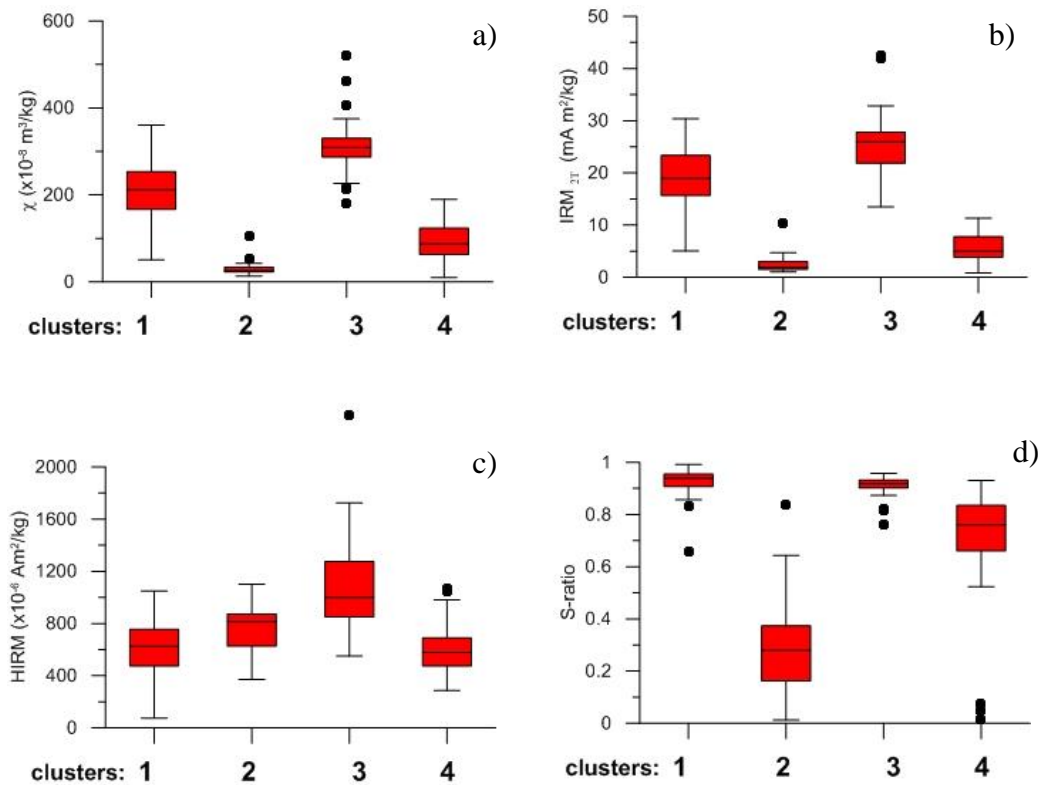 a)
600
400
200
0
χ (x10⁻⁸ m³/kg)
clusters: 1 2 3 4
b)
50
40
30
20
10
0
IRM 2T (mA m²/kg)
clusters: 1 2 3 4
c)
2000
1600
1200
800
400
0
HIRM (x10⁻⁶ Am²/kg)
clusters: 1 2 3 4
d)
1
0.8
0.6
0.4
0.2
0
S-ratio
clusters: 1 2 3 4